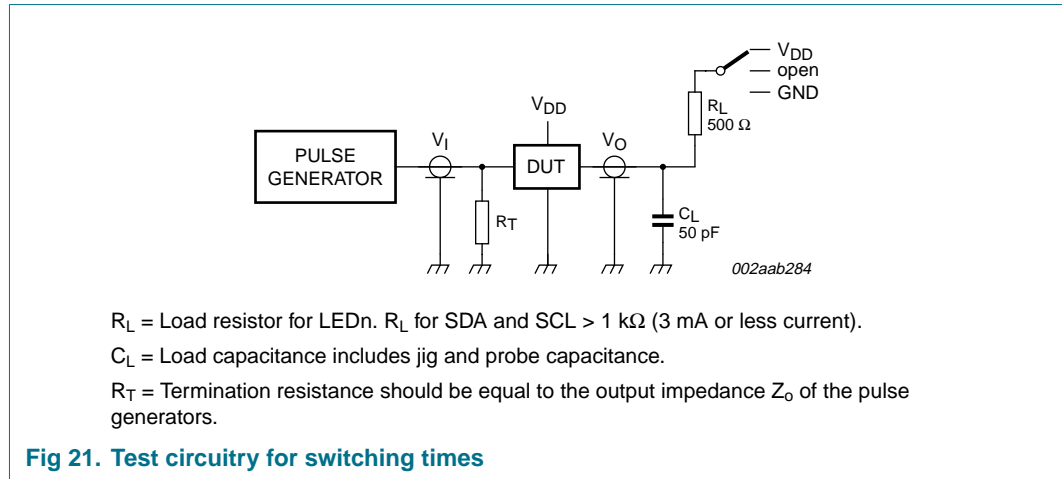 V_DD
open
GND
R_L
500 Ω
V_DD
V_I
V_O
PULSE
GENERATOR
DUT
R_T
C_L
50 pF
002aab284
R_L = Load resistor for LEDn. R_L for SDA and SCL > 1 kΩ (3 mA or less current).
C_L = Load capacitance includes jig and probe capacitance.
R_T = Termination resistance should be equal to the output impedance Z_o of the pulse
generators.
Fig 21. Test circuitry for switching times